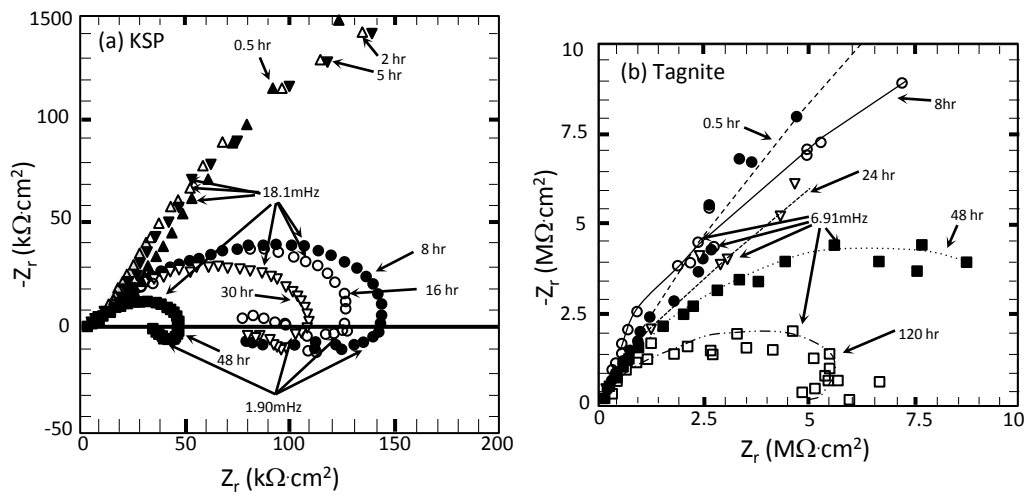 (a) KSP
1500
100
50
0
-50
-Zr (kΩ·cm²)
0.5 hr
2 hr
5 hr
18.1mHz
8 hr
16 hr
30 hr
48 hr
1.90mHz
0
50
100
150
200
Zr (kΩ·cm²)
(b) Tagnite
10
7.5
5
2.5
0
-Zr (MΩ·cm²)
0.5 hr
8hr
24 hr
6.91mHz
48 hr
120 hr
0
2.5
5
7.5
10
Zr (MΩ·cm²)